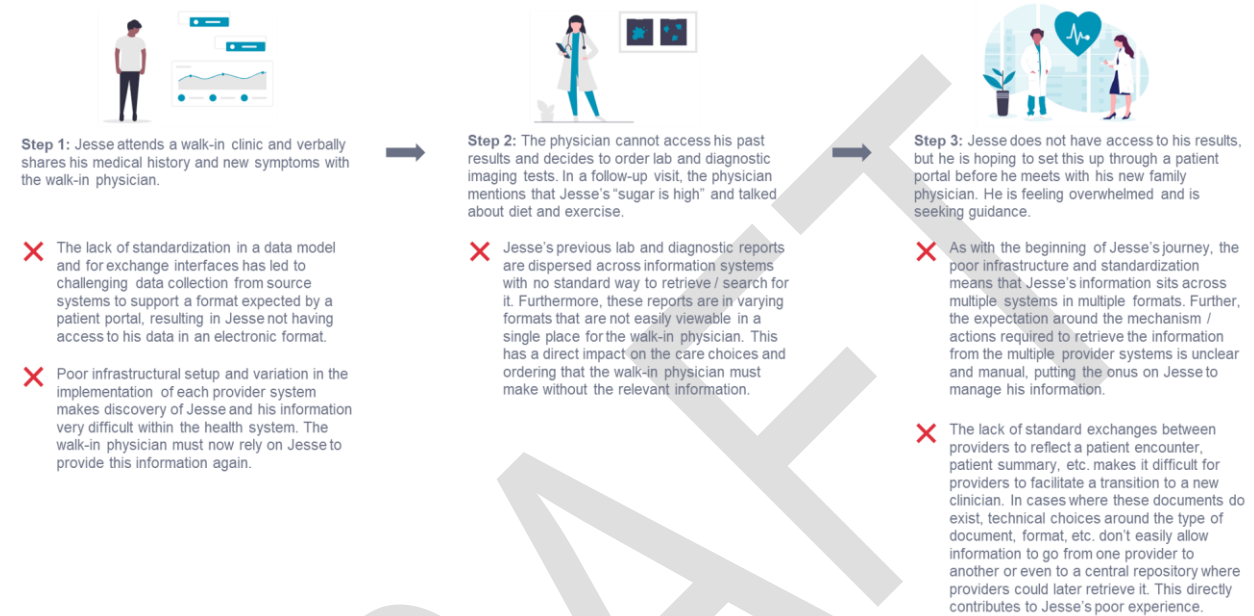 Step 1: Jesse attends a walk-in clinic and verbally
shares his medical history and new symptoms with
the walk-in physician.
The lack of standardization in a data model
and for exchange interfaces has led to
challenging data collection from source
systems to support a format expected by a
patient portal, resulting in Jesse not having
access to his data in an electronic format.
Poor infrastructural setup and variation in the
implementation of each provider system
makes discovery of Jesse and his information
very difficult within the health system. The
walk-in physician must now rely on Jesse to
provide this information again.
Step 2: The physician cannot access his past
results and decides to order lab and diagnostic
imaging tests. In a follow-up visit, the physician
mentions that Jesse's “sugar is high” and talked
about diet and exercise.
Jesse's previous lab and diagnostic reports
are dispersed across information systems
with no standard way to retrieve / search for
it. Furthermore, these reports are in varying
formats that are not easily viewable in a
single place for the walk-in physician. This
has a direct impact on the care choices and
ordering that the walk-in physician must
make without the relevant information.
Step 3: Jesse does not have access to his results,
but he is hoping to set this up through a patient
portal before he meets with his new family
physician. He is feeling overwhelmed and is
seeking guidance.
As with the beginning of Jesse's journey, the
poor infrastructure and standardization
means that Jesse's information sits across
multiple systems in multiple formats. Further,
the expectation around the mechanism /
actions required to retrieve the information
from the multiple provider systems is unclear
and manual, putting the onus on Jesse to
manage his information.
The lack of standard exchanges between
providers to reflect a patient encounter,
patient summary, etc. makes it difficult for
providers to facilitate a transition to a new
clinician. In cases where these documents do
exist, technical choices around the type of
document, format, etc. don't easily allow
information to go from one provider to
another or even to a central repository where
providers could later retrieve it. This directly
contributes to Jesse's poor experience.